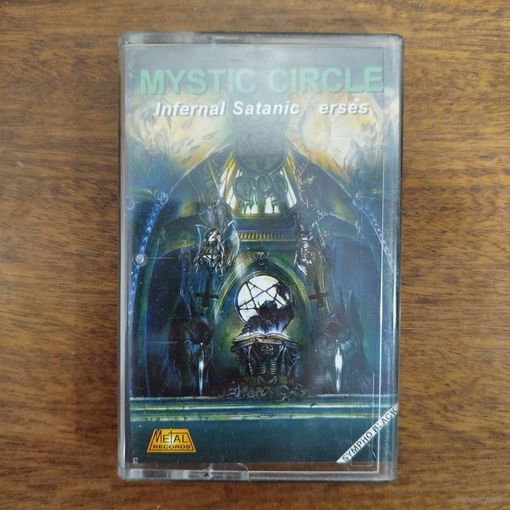 MYSTIC CIRCLE
Infernal Satanic erses
METAL
RECORDS
SYMPHO BLACK